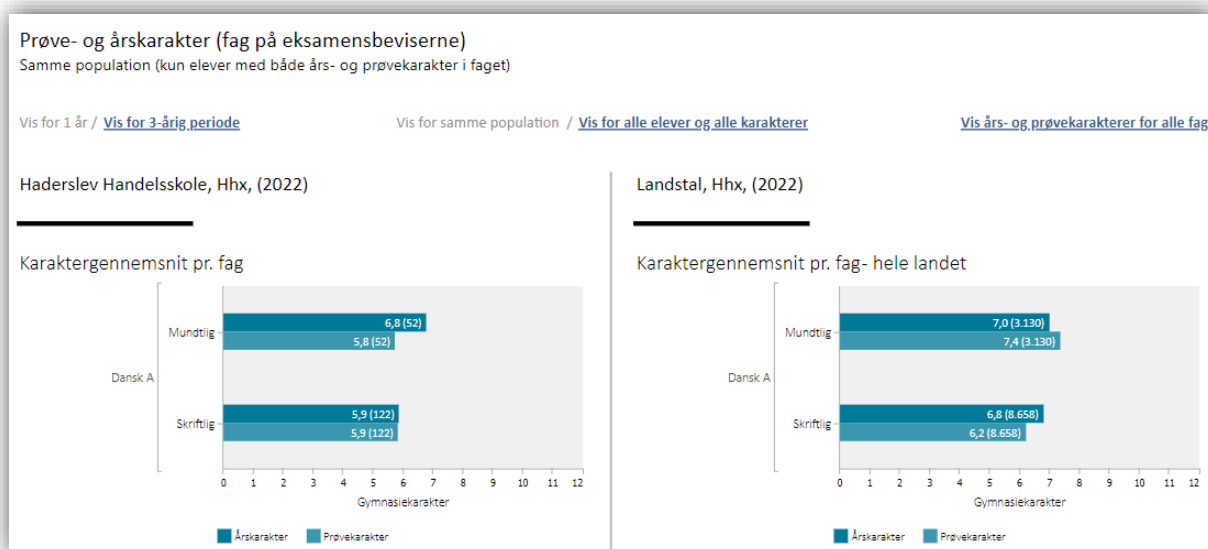 Prøve- og årskarakter (fag på eksamensbeviserne)
Samme population (kun elever med både års- og prøvekarakter i faget)
Vis for 1 år / Vis for 3-årig periode
Vis for samme population / Vis for alle elever og alle karakterer
Vis års- og prøvekarakterer for alle fag
Haderslev Handelsskole, Hhx, (2022)
Karaktergennemsnit pr. fag
Dansk A
Mundtlig
6,8 (52)
5,8 (52)
Skriftlig
5,9 (122)
5,9 (122)
0 1 2 3 4 5 6 7 8 9 10 11 12
Gymnasiekarakter
Årskarakter Prøvekarakter
Landstal, Hhx, (2022)
Karaktergennemsnit pr. fag- hele landet
Dansk A
Mundtlig
7,0 (3.130)
7,4 (3.130)
Skriftlig
6,8 (8.658)
6,2 (8.658)
0 1 2 3 4 5 6 7 8 9 10 11 12
Gymnasiekarakter
Årskarakter Prøvekarakter